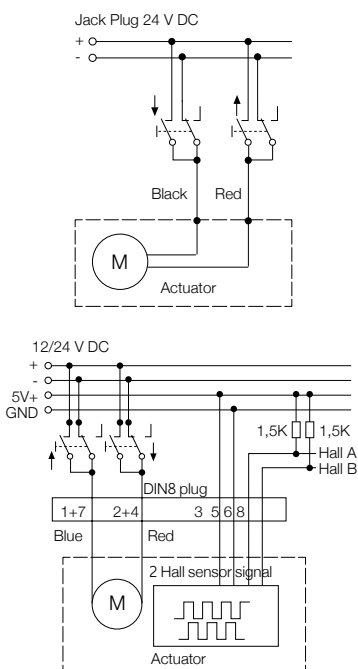 Jack Plug 24 V DC
+
-
Black Red
M
Actuator
12/24 V DC
+
-
5V+
GND
1,5K 1,5K
Hall A
Hall B
DIN8 plug
1+7 2+4 3 5 6 8
Blue Red
2 Hall sensor signal
M
Actuator